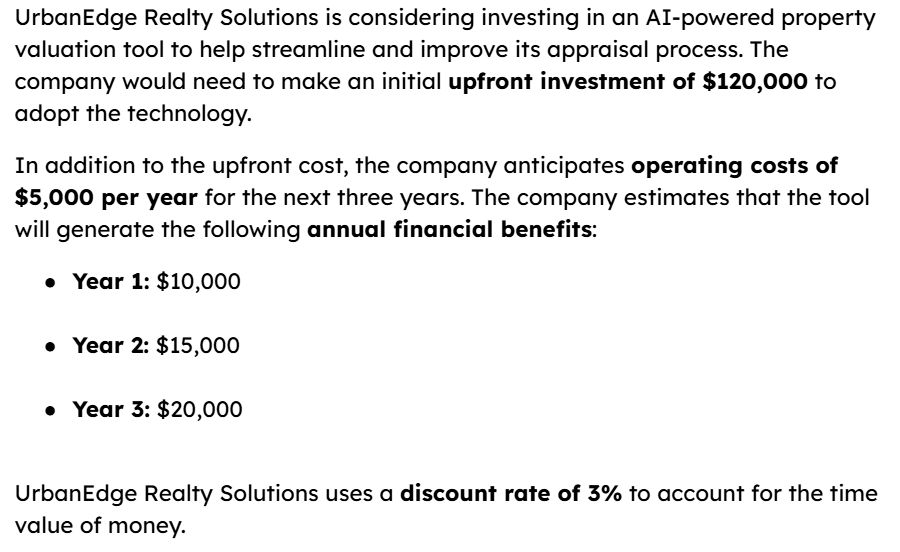 UrbanEdge Realty Solutions is considering investing in an AI-powered property
valuation tool to help streamline and improve its appraisal process. The
company would need to make an initial upfront investment of $120,000 to
adopt the technology.
In addition to the upfront cost, the company anticipates operating costs of
$5,000 per year for the next three years. The company estimates that the tool
will generate the following annual financial benefits:
• Year 1: $10,000
• Year 2: $15,000
• Year 3: $20,000
UrbanEdge Realty Solutions uses a discount rate of 3% to account for the time
value of money.